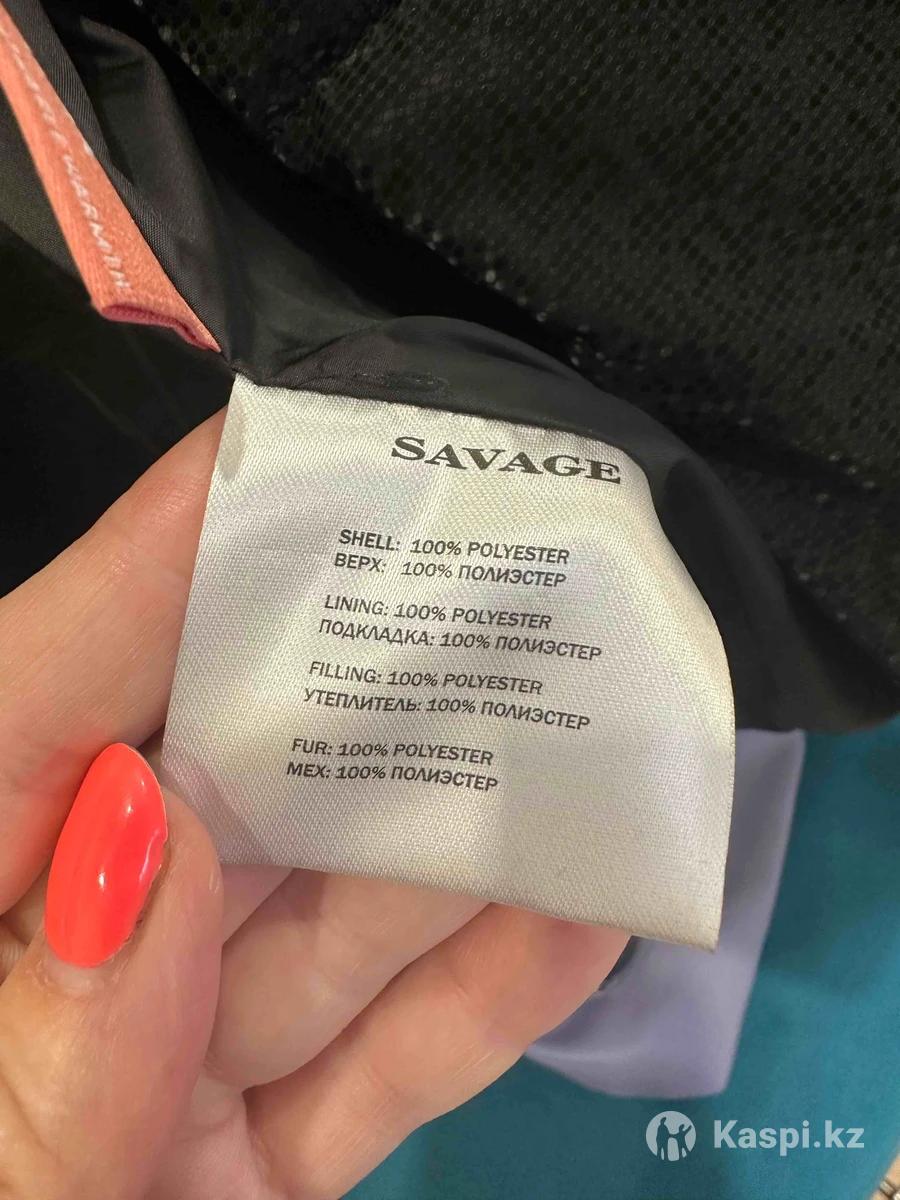 WARMTH
SAVAGE
SHELL: 100% POLYESTER
ВЕРХ: 100% ПОЛИЭСТЕР
LINING: 100% POLYESTER
ПОДКЛАДКА: 100% ПОЛИЭСТЕР
FILLING: 100% POLYESTER
УТЕПЛИТЕЛЬ: 100% ПОЛИЭСТЕР
FUR: 100% POLYESTER
МЕХ: 100% ПОЛИЭСТЕР
Kaspi.kz